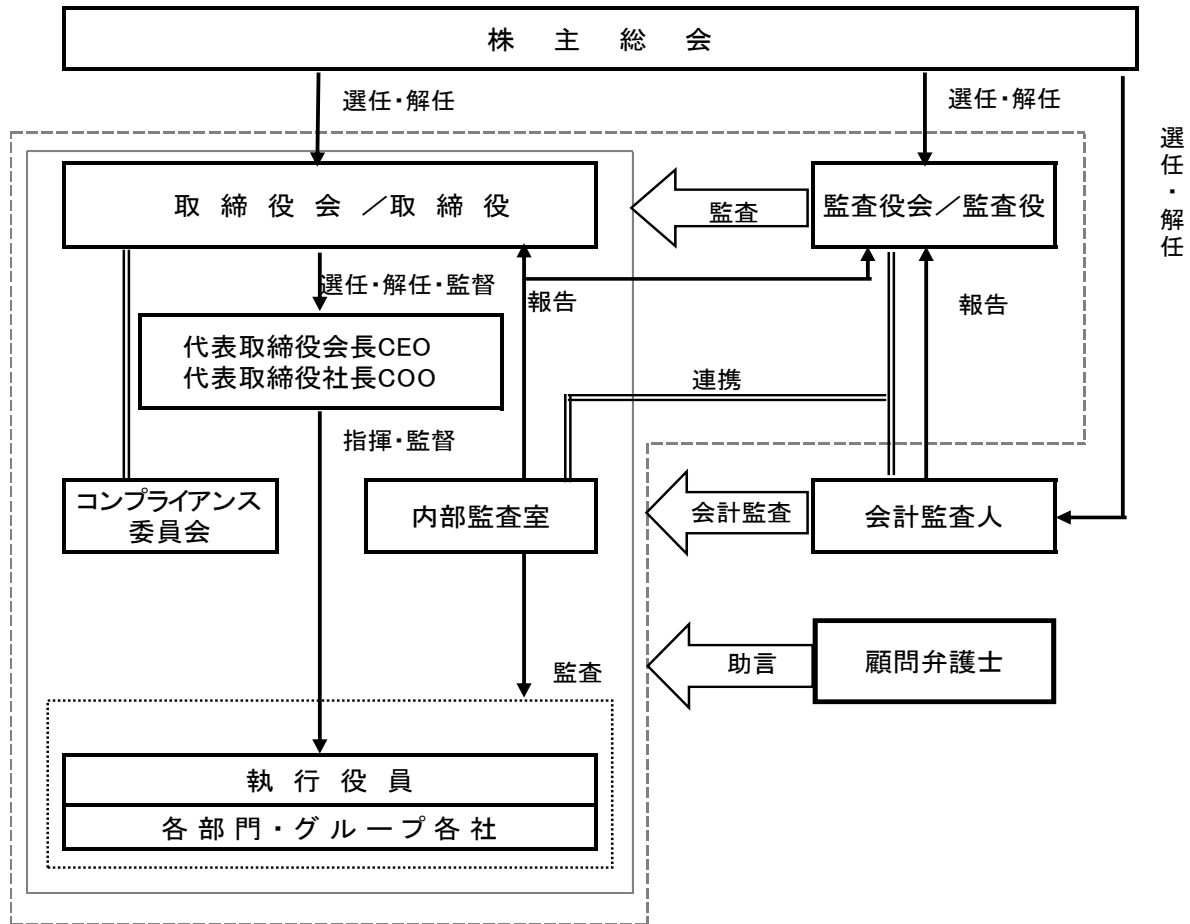 株主総会
選任・解任
選任・解任
選任・解任
取締役会／取締役
監査
監査役会／監査役
選任・解任・監督
報告
報告
代表取締役会長CEO
代表取締役社長COO
連携
指揮・監督
コンプライアンス
委員会
内部監査室
会計監査
会計監査人
助言
顧問弁護士
監査
執行役員
各部門・グループ各社